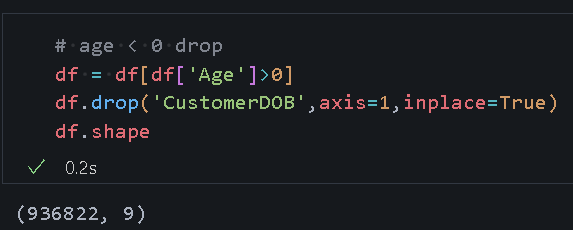 # age < 0 drop
df = df[df['Age']>0]
df.drop('CustomerDOB',axis=1,inplace=True)
df.shape
0.2s
(936822, 9)